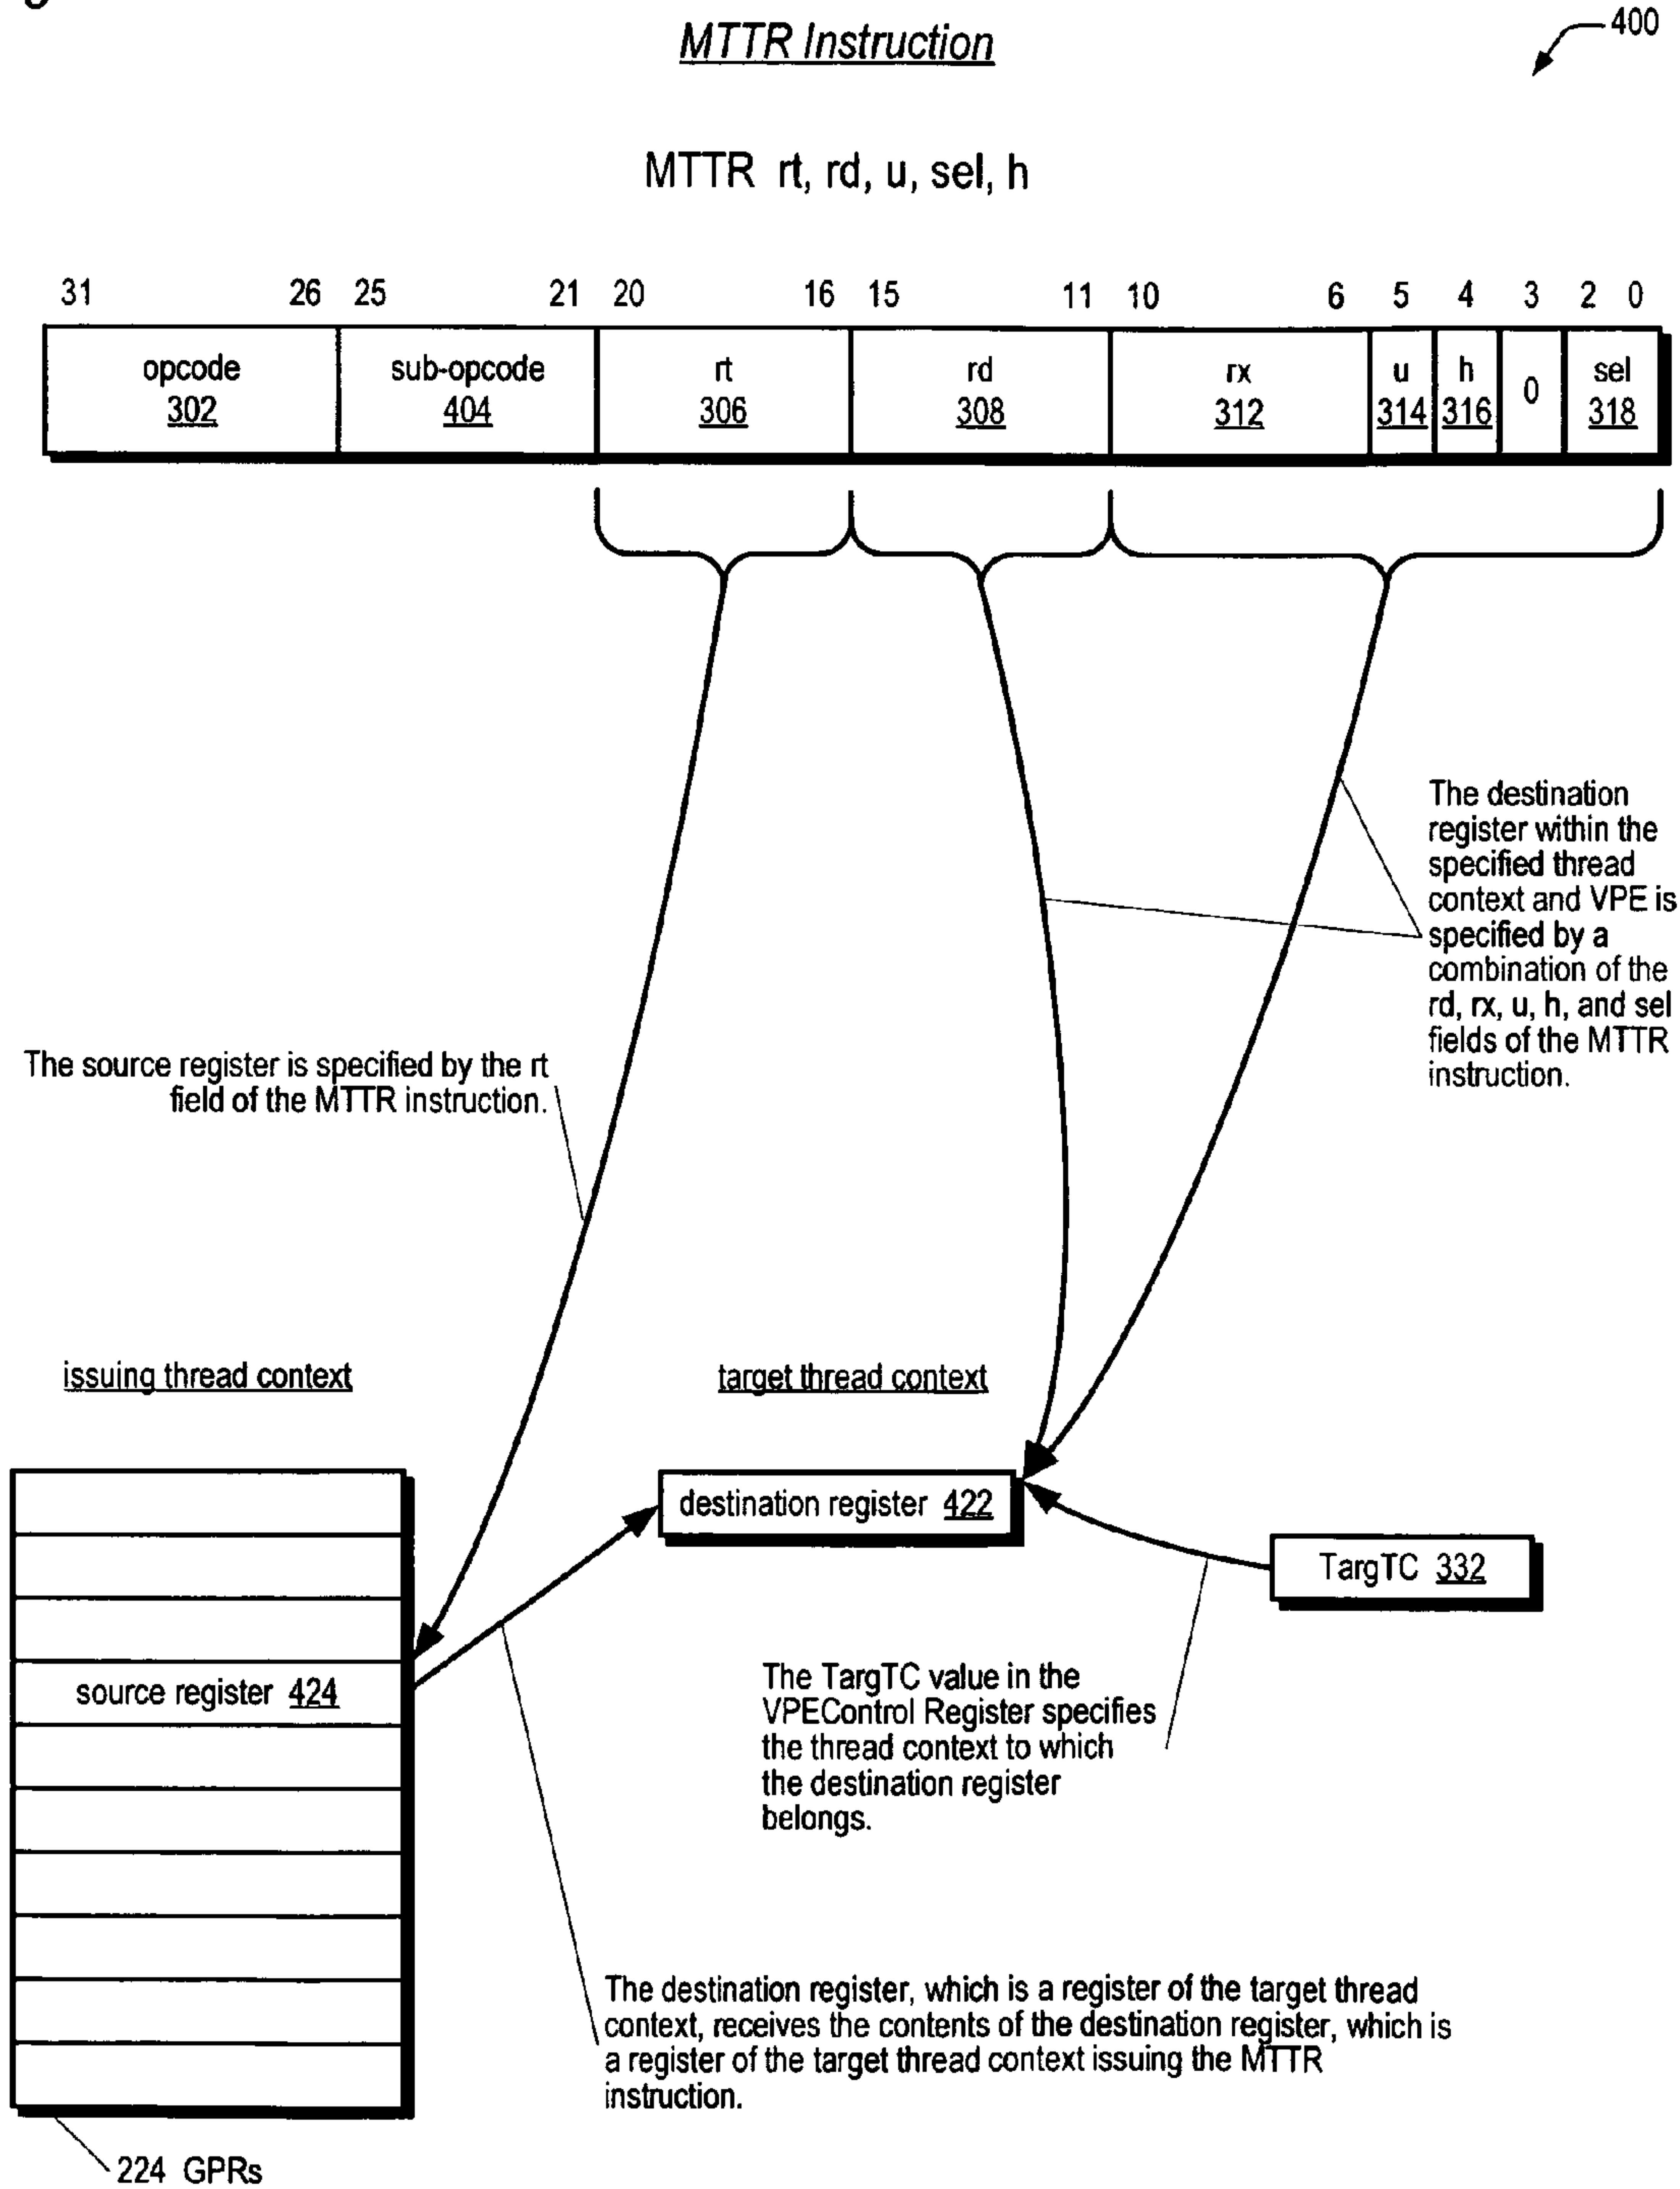 MTTR Instruction
400
MTTR rt, rd, u, sel, h
31 26 25 21 20 16 15 11 10 6 5 4 3 2 0
opcode sub-opcode rt rd rx u h 0 sel
302 404 306 308 312 314 316 318
The destination
register within the
specified thread
context and VPE is
specified by a
combination of the
rd, rx, u, h, and sel
fields of the MTTR
instruction.
The source register is specified by the rt
field of the MTTR instruction.
issuing thread context
target thread context
destination register 422
TargTC 332
source register 424
The TargTC value in the
VPEControl Register specifies
the thread context to which
the destination register
belongs.
The destination register, which is a register of the target thread
context, receives the contents of the destination register, which is
a register of the target thread context issuing the MTTR
instruction.
224 GPRs